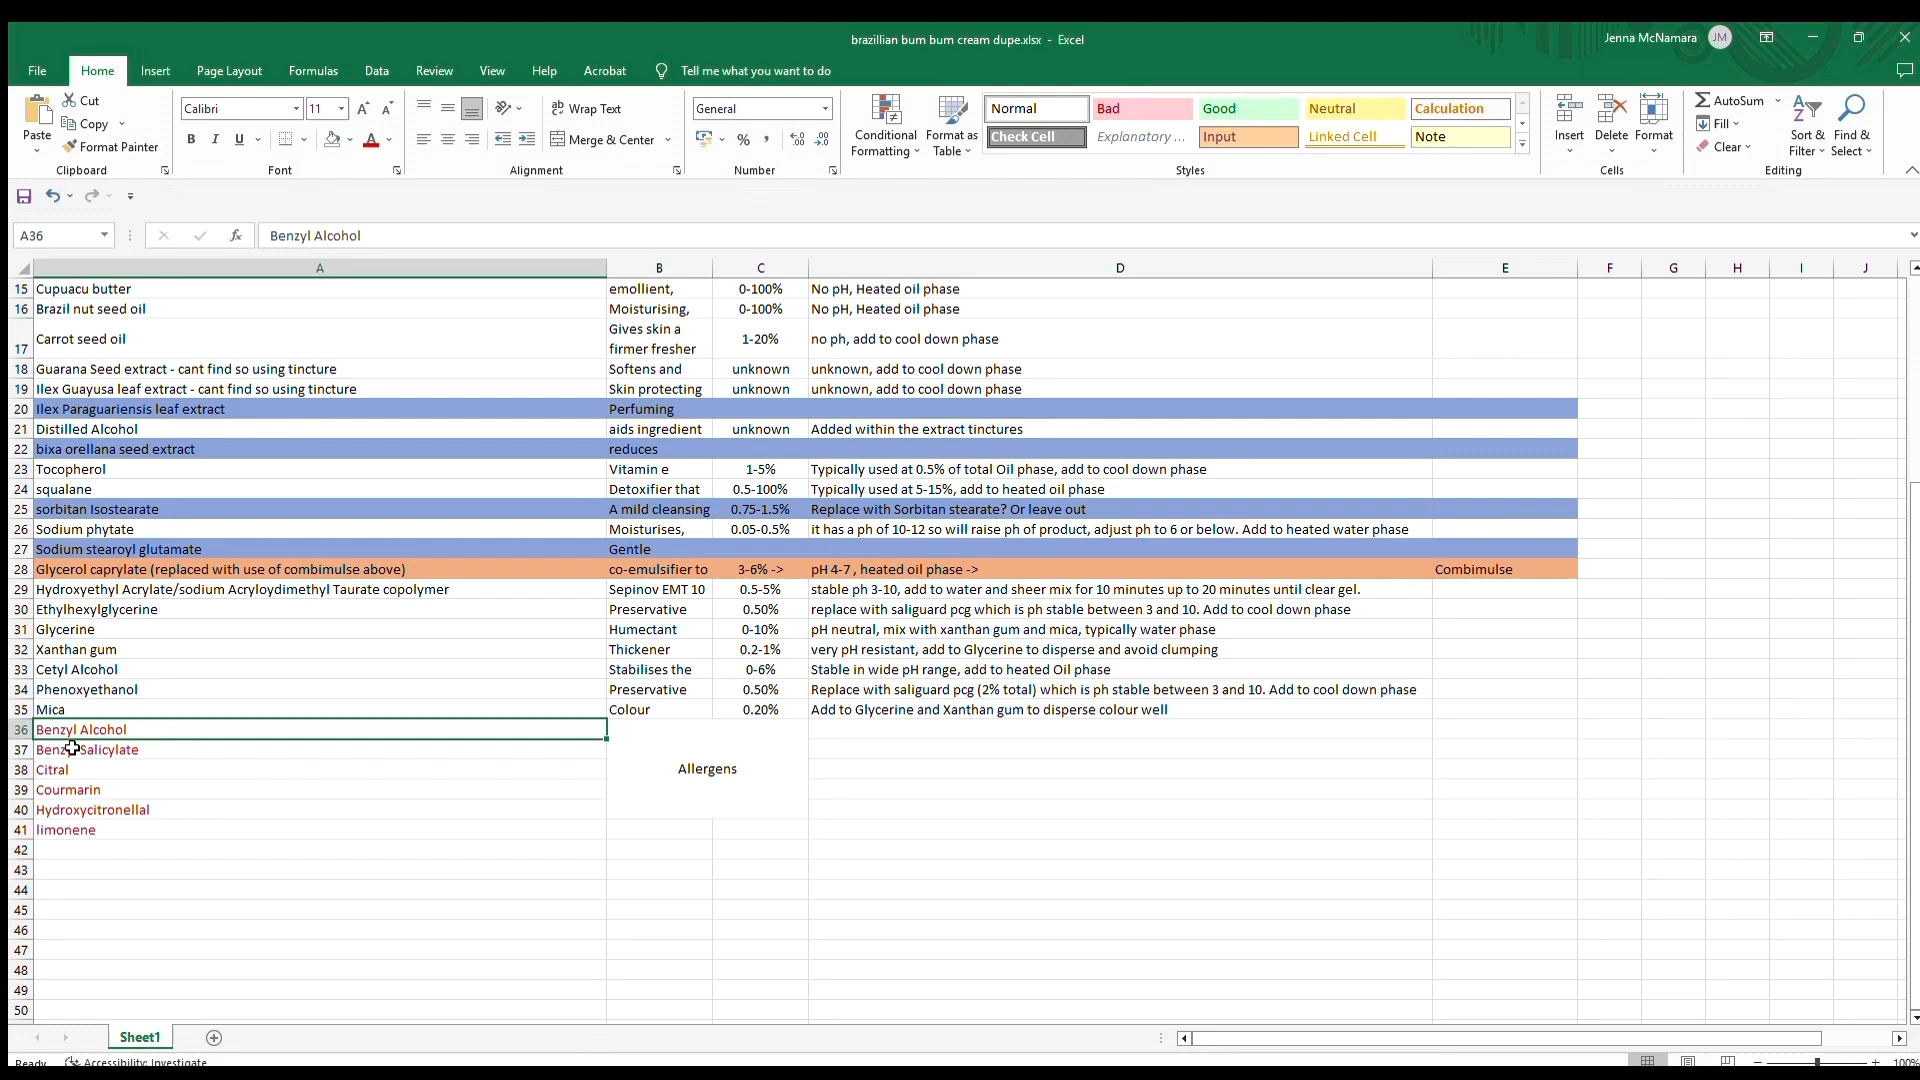 brazillian bum bum cream dupe.xlsx - Excel
Jenna McNamara JM
File Home Insert Page Layout Formulas Data Review View Help Acrobat Tell me what you want to do
Paste Cut Copy Format Painter Clipboard
Calibri 11 B I U Font
Wrap Text Merge & Center Alignment
General % , Number
Conditional Formatting Format as Table
Normal Bad Good Neutral Calculation
Check Cell Explanatory ... Input Linked Cell Note
Styles
Insert Delete Format Cells
AutoSum Fill Clear Sort & Filter Find & Select Editing
A36 fx Benzyl Alcohol
A B C D E F G H I J
15 Cupuacu butter emollient, 0-100% No pH, Heated oil phase
16 Brazil nut seed oil Moisturising, 0-100% No pH, Heated oil phase
17 Carrot seed oil Gives skin a firmer fresher 1-20% no ph, add to cool down phase
18 Guarana Seed extract - cant find so using tincture Softens and unknown unknown, add to cool down phase
19 Ilex Guayusa leaf extract - cant find so using tincture Skin protecting unknown unknown, add to cool down phase
20 Ilex Paraguariensis leaf extract Perfuming
21 Distilled Alcohol aids ingredient unknown Added within the extract tinctures
22 bixa orellana seed extract reduces
23 Tocopherol Vitamin e 1-5% Typically used at 0.5% of total Oil phase, add to cool down phase
24 squalane Detoxifier that 0.5-100% Typically used at 5-15%, add to heated oil phase
25 sorbitan Isostearate A mild cleansing 0.75-1.5% Replace with Sorbitan stearate? Or leave out
26 Sodium phytate Moisturises, 0.05-0.5% it has a ph of 10-12 so will raise ph of product, adjust ph to 6 or below. Add to heated water phase
27 Sodium stearoyl glutamate Gentle
28 Glycerol caprylate (replaced with use of combimulse above) co-emulsifier to 3-6% -> pH 4-7 , heated oil phase -> Combimulse
29 Hydroxyethyl Acrylate/sodium Acryloydimethyl Taurate copolymer Sepinov EMT 10 0.5-5% stable ph 3-10, add to water and sheer mix for 10 minutes up to 20 minutes until clear gel.
30 Ethylhexylglycerine Preservative 0.50% replace with saliguard pcg which is ph stable between 3 and 10. Add to cool down phase
31 Glycerine Humectant 0-10% pH neutral, mix with xanthan gum and mica, typically water phase
32 Xanthan gum Thickener 0.2-1% very pH resistant, add to Glycerine to disperse and avoid clumping
33 Cetyl Alcohol Stabilises the 0-6% Stable in wide pH range, add to heated Oil phase
34 Phenoxyethanol Preservative 0.50% Replace with saliguard pcg (2% total) which is ph stable between 3 and 10. Add to cool down phase
35 Mica Colour 0.20% Add to Glycerine and Xanthan gum to disperse colour well
36 Benzyl Alcohol
37 Benzyl Salicylate
38 Citral Allergens
39 Courmarin
40 Hydroxycitronellal
41 limonene
42
43
44
45
46
47
48
49
50
Sheet1
Ready Accessibility: Investigate 100%